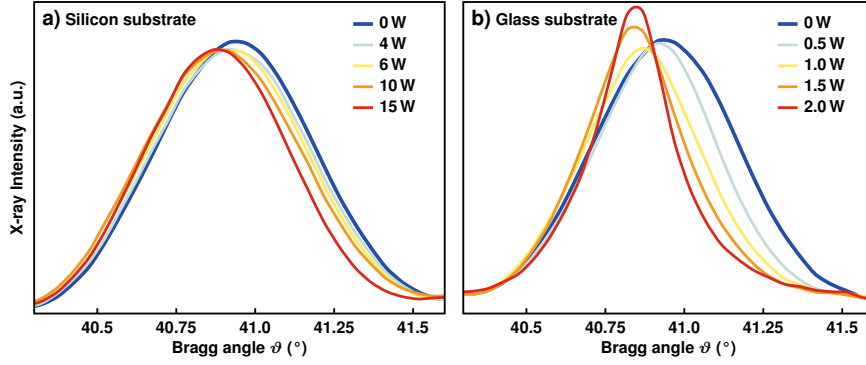 a) Silicon substrate
0 W
4 W
6 W
10 W
15 W
X-ray Intensity (a.u.)
40.5 40.75 41.0 41.25 41.5
Bragg angle ϑ (°)
b) Glass substrate
0 W
0.5 W
1.0 W
1.5 W
2.0 W
40.5 40.75 41.0 41.25 41.5
Bragg angle ϑ (°)